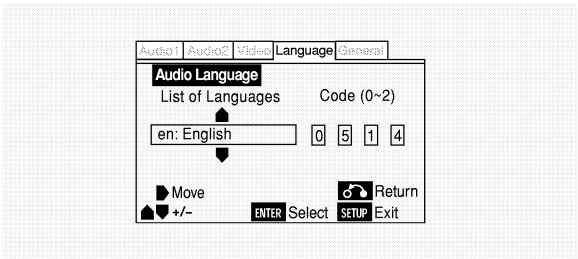 Audio1 Audio2 Video Language General
Audio Language
List of Languages Code (0~2)
en: English 0 5 1 4
Move Return
+/− ENTER Select SETUP Exit